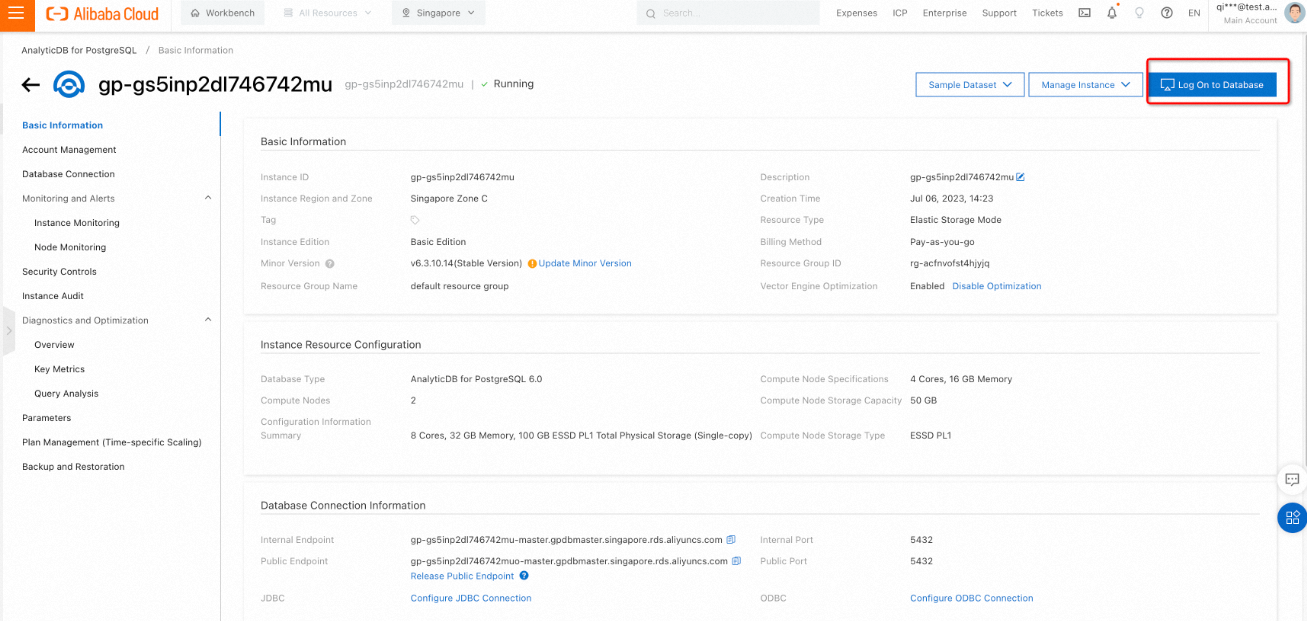 Alibaba Cloud Workbench All Resources Singapore Search... Expenses ICP Enterprise Support Tickets EN qi***@test.a...
Main Account
AnalyticDB for PostgreSQL / Basic Information
gp-gs5inp2dl746742mu gp-gs5inp2dl746742mu | Running Sample Dataset Manage Instance Log On to Database
Basic Information
Account Management
Database Connection
Monitoring and Alerts
Instance Monitoring
Node Monitoring
Security Controls
Instance Audit
Diagnostics and Optimization
Overview
Key Metrics
Query Analysis
Parameters
Plan Management (Time-specific Scaling)
Backup and Restoration
Basic Information
Instance ID gp-gs5inp2dl746742mu Description gp-gs5inp2dl746742mu
Instance Region and Zone Singapore Zone C Creation Time Jul 06, 2023, 14:23
Tag Resource Type Elastic Storage Mode
Instance Edition Basic Edition Billing Method Pay-as-you-go
Minor Version v6.3.10.14(Stable Version) Update Minor Version Resource Group ID rg-acfnvofst4hjyjq
Resource Group Name default resource group Vector Engine Optimization Enabled Disable Optimization
Instance Resource Configuration
Database Type AnalyticDB for PostgreSQL 6.0 Compute Node Specifications 4 Cores, 16 GB Memory
Compute Nodes 2 Compute Node Storage Capacity 50 GB
Configuration Information
Summary 8 Cores, 32 GB Memory, 100 GB ESSD PL1 Total Physical Storage (Single-copy) Compute Node Storage Type ESSD PL1
Database Connection Information
Internal Endpoint gp-gs5inp2dl746742mu-master.gpdbmaster.singapore.rds.aliyuncs.com Internal Port 5432
Public Endpoint gp-gs5inp2dl746742muo-master.gpdbmaster.singapore.rds.aliyuncs.com Public Port 5432
Release Public Endpoint
JDBC Configure JDBC Connection ODBC Configure ODBC Connection